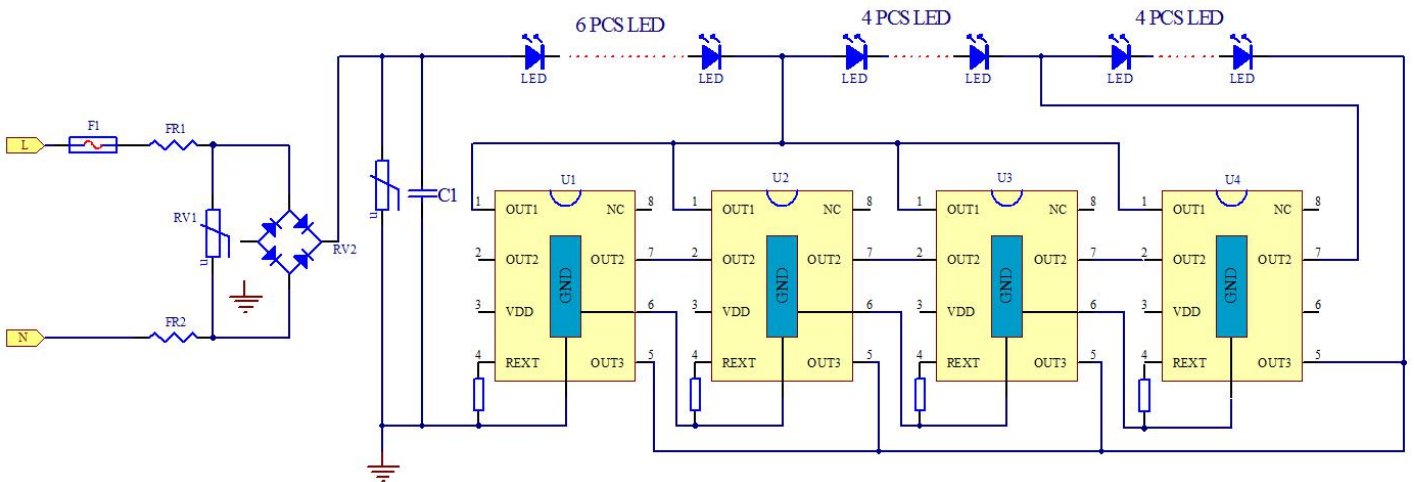 6 PCS LED
4 PCS LED
4 PCS LED
LED
LED
LED
LED
LED
LED
F1
FR1
L
RV1
u
RV2
u
C1
N
FR2
U1
1 OUT1 NC 8
2 OUT2 OUT2 7
GND
3 VDD 6
4 REXT OUT3 5
U2
1 OUT1 NC 8
2 OUT2 OUT2 7
GND
3 VDD 6
4 REXT OUT3 5
U3
1 OUT1 NC 8
2 OUT2 OUT2 7
GND
3 VDD 6
4 REXT OUT3 5
U4
1 OUT1 NC 8
2 OUT2 OUT2 7
GND
3 VDD 6
4 REXT OUT3 5